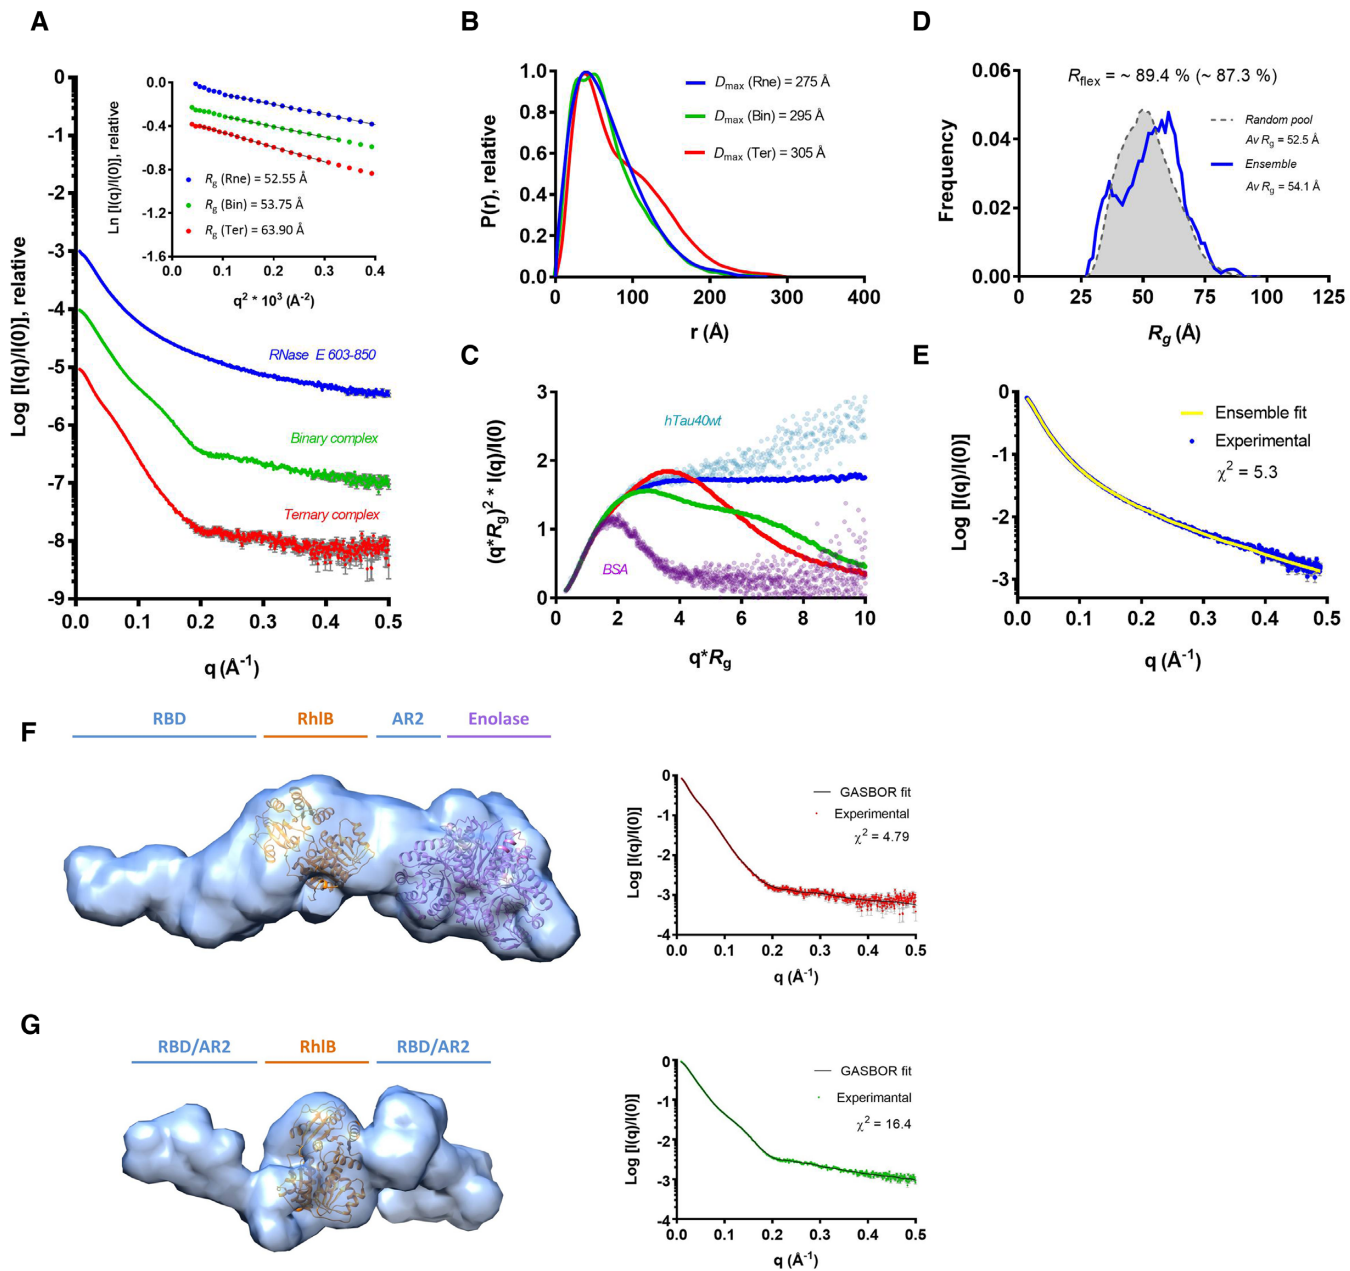 A
0
-1
-2
-3
-4
-5
-6
-7
-8
-9
Log [I(q)/I(0)], relative
0.0
0.1
0.2
0.3
0.4
0.5
q (Å-1)
RNase E 603-850
Binary complex
Ternary complex
0.0
-0.4
-0.8
-1.2
-1.6
Ln [I(q)/I(0)], relative
Rg (Rne) = 52.55 Å
Rg (Bin) = 53.75 Å
Rg (Ter) = 63.90 Å
0.0
0.1
0.2
0.3
0.4
q2 * 103 (A-2)
B
1.0
0.8
0.6
0.4
0.2
0.0
P(r), relative
Dmax (Rne) = 275 Å
Dmax (Bin) = 295 Å
Dmax (Ter) = 305 Å
0
100
200
300
400
r (Å)
C
3
2
1
0
(q*Rg)2 * I(q)/I(0)
hTau40wt
BSA
0
2
4
6
8
10
q*Rg
D
0.06
0.04
0.02
0.00
Frequency
Rflex = ~ 89.4 % (~ 87.3 %)
Random pool
Av Rg = 52.5 Å
Ensemble
Av Rg = 54.1 Å
0
25
50
75
100
125
Rg (Å)
E
0
-1
-2
-3
Log [I(q)/I(0)]
Ensemble fit
Experimental
χ2 = 5.3
0.0
0.1
0.2
0.3
0.4
0.5
q (Å-1)
F
RBD
RhlB
AR2
Enolase
0
-1
-2
-3
-4
Log [I(q)/I(0)]
GASBOR fit
Experimental
χ2 = 4.79
0.0
0.1
0.2
0.3
0.4
0.5
q (Å-1)
G
RBD/AR2
RhlB
RBD/AR2
0
-1
-2
-3
-4
Log [I(q)/I(0)]
GASBOR fit
Experimantal
χ2 = 16.4
0.0
0.1
0.2
0.3
0.4
0.5
q (Å-1)